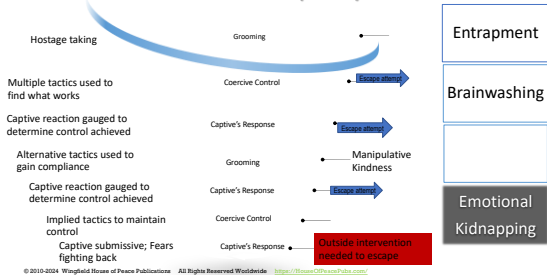 Hostage taking
Grooming
Entrapment
Multiple tactics used to
find what works
Coercive Control
Escape attempt
Brainwashing
Captive reaction gauged to
determine control achieved
Captive's Response
Escape attempt
Alternative tactics used to
gain compliance
Grooming
Manipulative
Kindness
Captive reaction gauged to
determine control achieved
Captive's Response
Escape attempt
Emotional
Kidnapping
Implied tactics to maintain
control
Coercive Control
Captive submissive; Fears
fighting back
Captive's Response
Outside intervention
needed to escape
© 2010-2024 Wingfield House of Peace Publications All Rights Reserved Worldwide https://HouseOfPeacePubs.com/